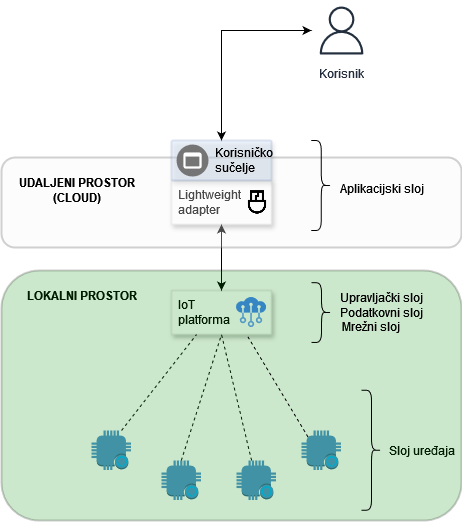 Korisnik
Korisničko
sučelje
UDALJENI PROSTOR
(CLOUD)
Lightweight
adapter
Aplikacijski sloj
LOKALNI PROSTOR
IoT
platforma
Upravljački sloj
Podatkovni sloj
Mrežni sloj
Sloj uređaja